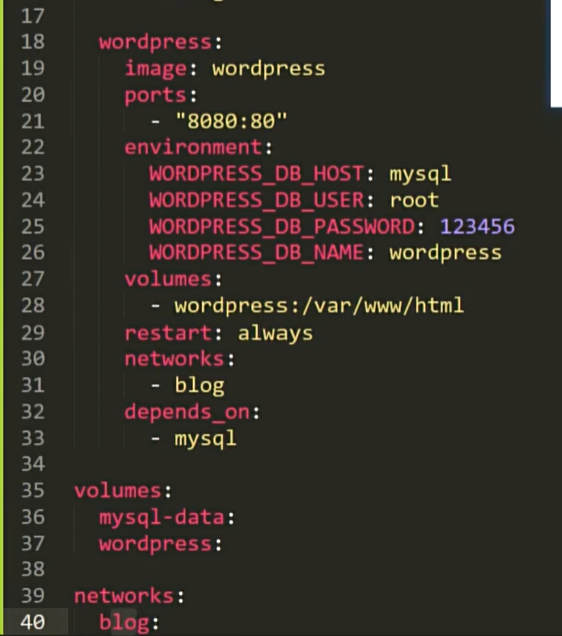 17
18 wordpress:
19 image: wordpress
20 ports:
21 - "8080:80"
22 environment:
23 WORDPRESS_DB_HOST: mysql
24 WORDPRESS_DB_USER: root
25 WORDPRESS_DB_PASSWORD: 123456
26 WORDPRESS_DB_NAME: wordpress
27 volumes:
28 - wordpress:/var/www/html
29 restart: always
30 networks:
31 - blog
32 depends_on:
33 - mysql
34
35 volumes:
36 mysql-data:
37 wordpress:
38
39 networks:
40 blog: